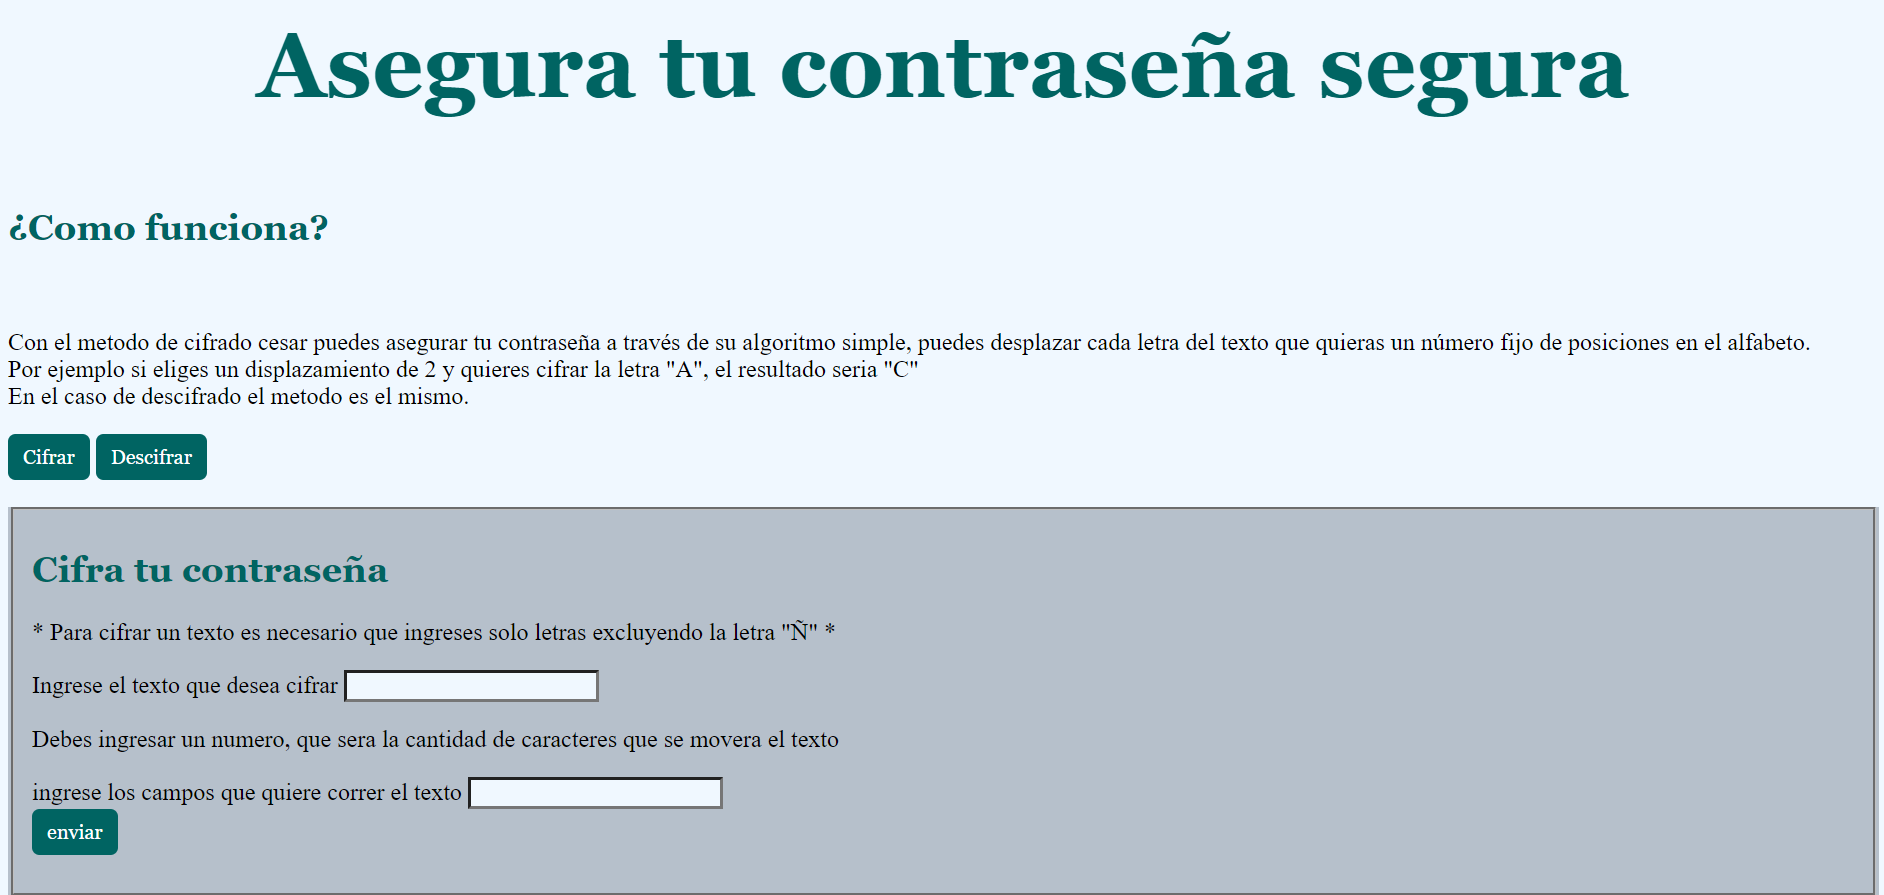 Asegura tu contraseña segura
¿Como funciona?
Con el metodo de cifrado cesar puedes asegurar tu contraseña a través de su algoritmo simple, puedes desplazar cada letra del texto que quieras un número fijo de posiciones en el alfabeto.
Por ejemplo si eliges un displazamiento de 2 y quieres cifrar la letra "A", el resultado seria "C"
En el caso de descifrado el metodo es el mismo.
Cifrar Descifrar
Cifra tu contraseña
* Para cifrar un texto es necesario que ingreses solo letras excluyendo la letra "Ñ" *
Ingrese el texto que desea cifrar
Debes ingresar un numero, que sera la cantidad de caracteres que se movera el texto
ingrese los campos que quiere correr el texto
enviar